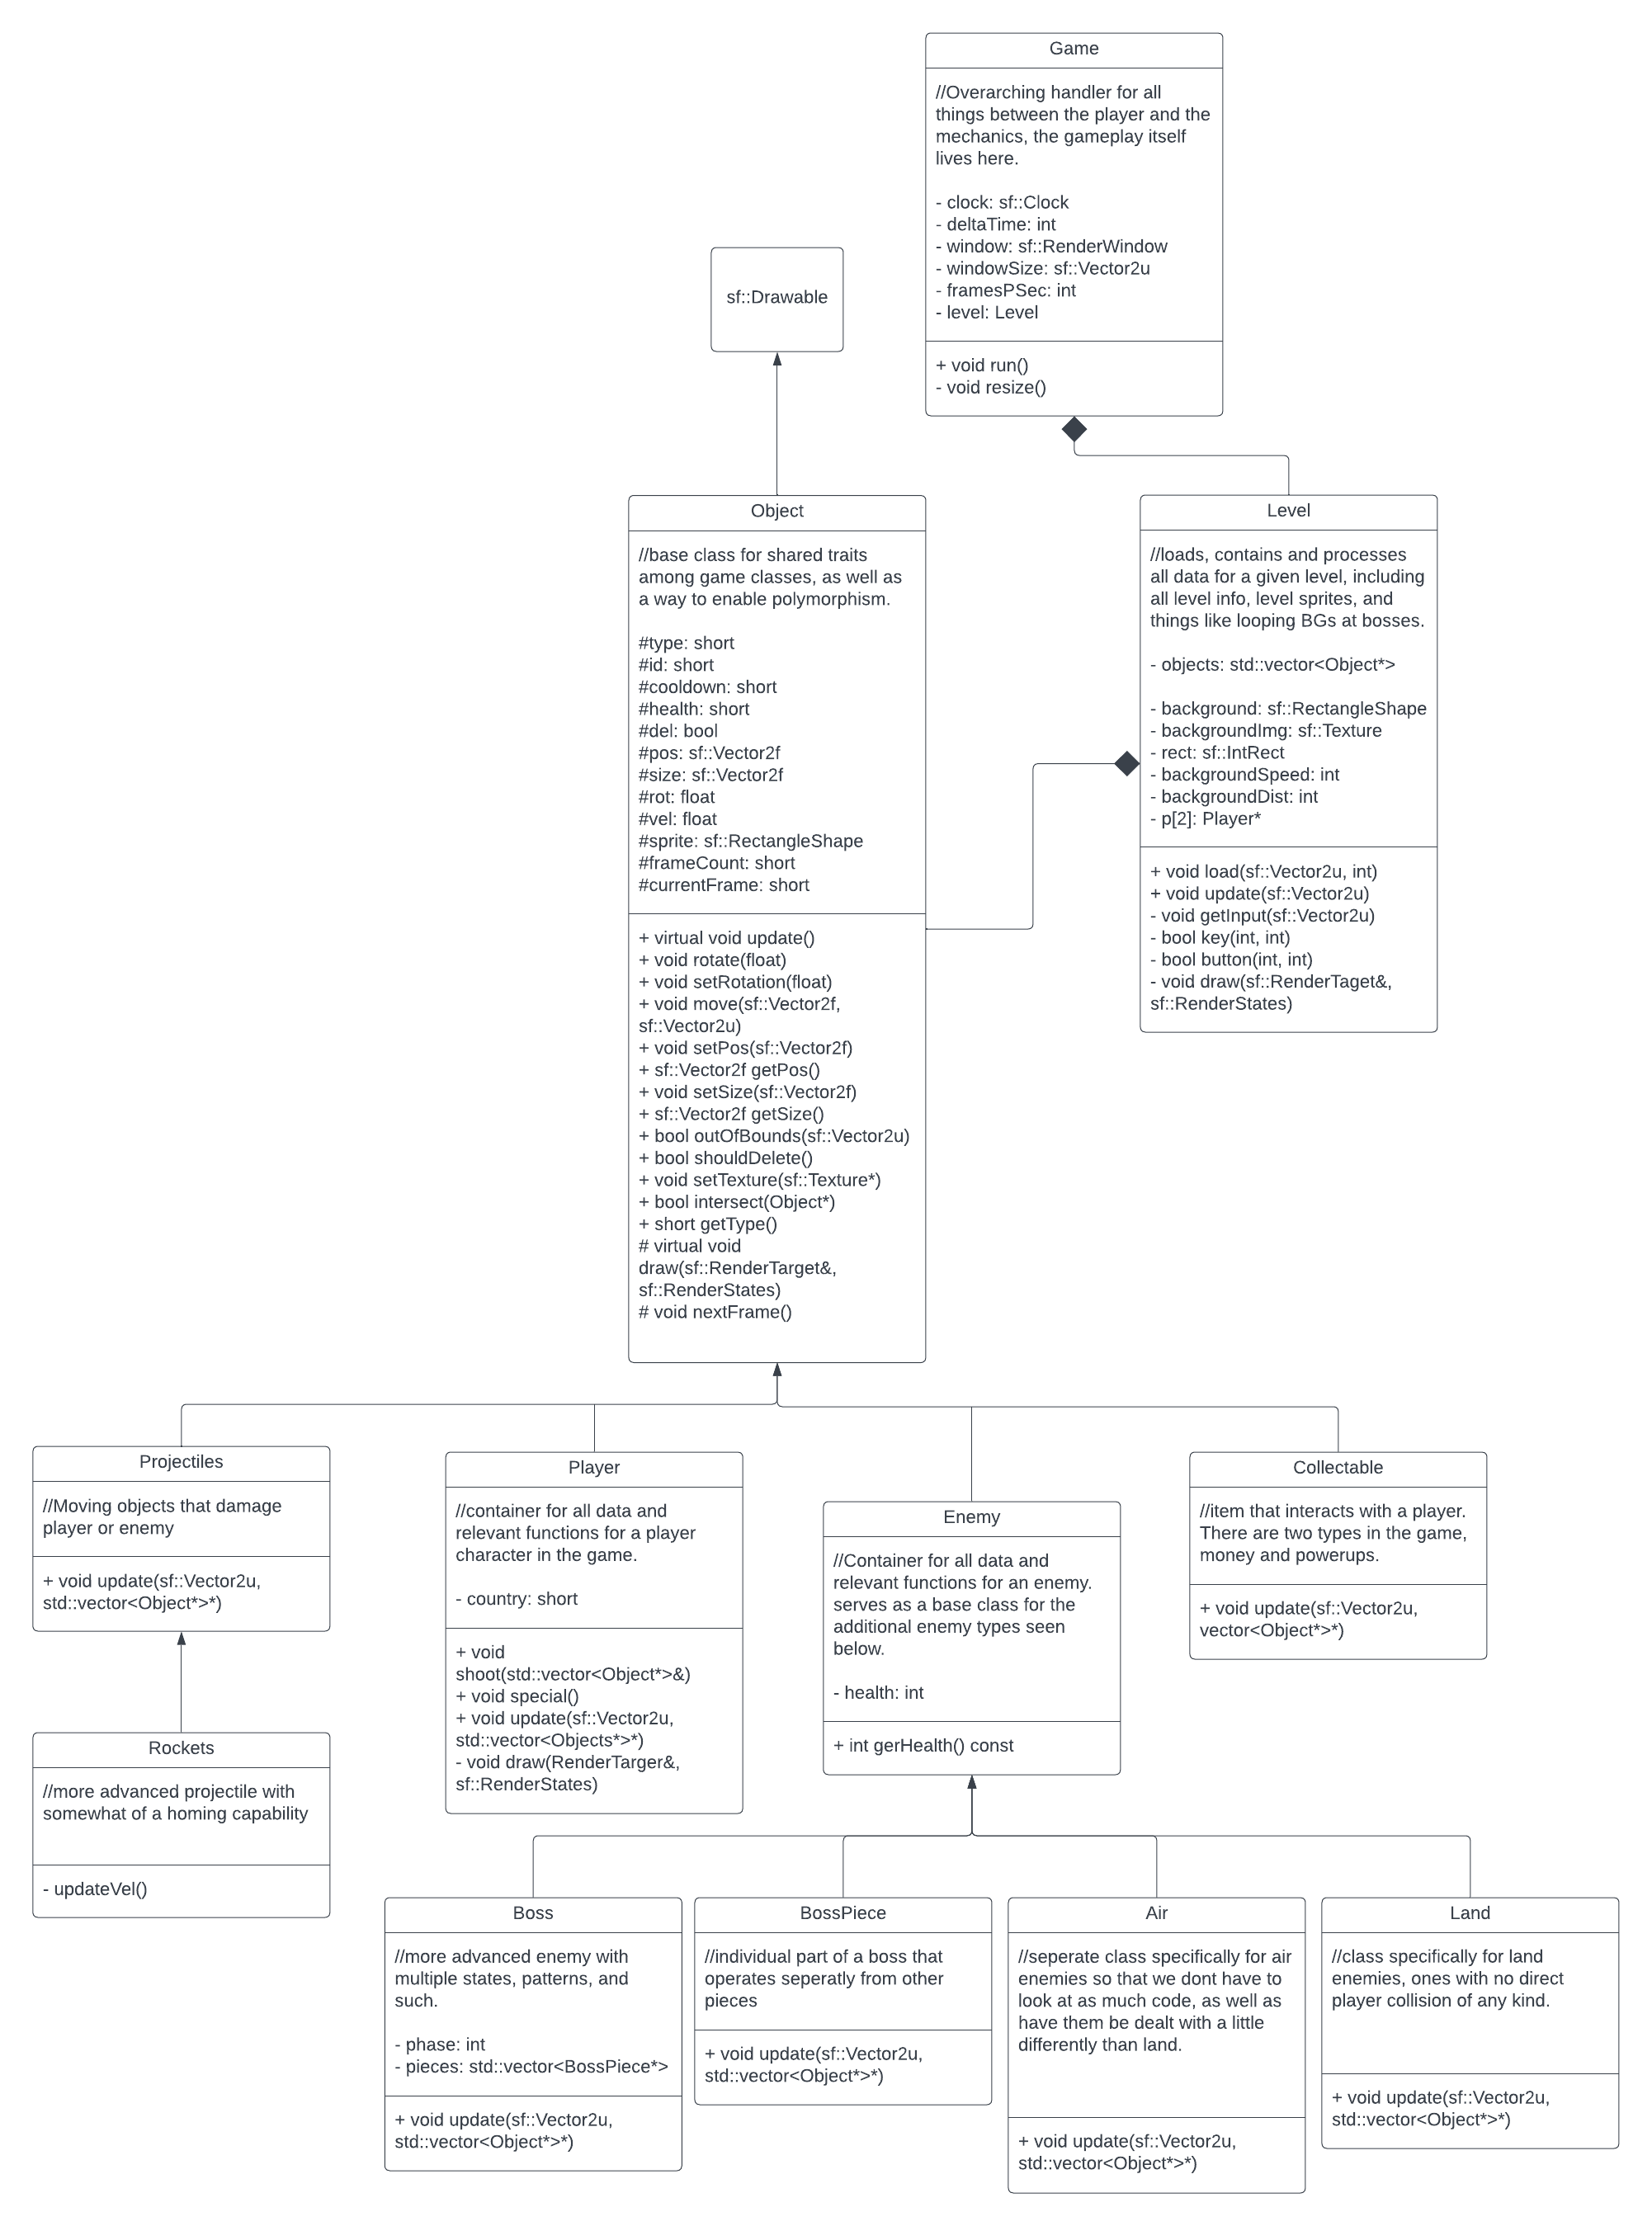 Game
//Overarching handler for all
things between the player and the
mechanics, the gameplay itself
lives here.
- clock: sf::Clock
- deltaTime: int
- window: sf::RenderWindow
- windowSize: sf::Vector2u
- framesPSec: int
- level: Level
+ void run()
- void resize()
sf::Drawable
Object
//base class for shared traits
among game classes, as well as
a way to enable polymorphism.
#type: short
#id: short
#cooldown: short
#health: short
#del: bool
#pos: sf::Vector2f
#size: sf::Vector2f
#rot: float
#vel: float
#sprite: sf::RectangleShape
#frameCount: short
#currentFrame: short
+ virtual void update()
+ void rotate(float)
+ void setRotation(float)
+ void move(sf::Vector2f,
sf::Vector2u)
+ void setPos(sf::Vector2f)
+ sf::Vector2f getPos()
+ void setSize(sf::Vector2f)
+ sf::Vector2f getSize()
+ bool outOfBounds(sf::Vector2u)
+ bool shouldDelete()
+ void setTexture(sf::Texture*)
+ bool intersect(Object*)
+ short getType()
# virtual void
draw(sf::RenderTarget&,
sf::RenderStates)
# void nextFrame()
Level
//loads, contains and processes
all data for a given level, including
all level info, level sprites, and
things like looping BGs at bosses.
- objects: std::vector<Object*>
- background: sf::RectangleShape
- backgroundImg: sf::Texture
- rect: sf::IntRect
- backgroundSpeed: int
- backgroundDist: int
- p[2]: Player*
+ void load(sf::Vector2u, int)
+ void update(sf::Vector2u)
- void getInput(sf::Vector2u)
- bool key(int, int)
- bool button(int, int)
- void draw(sf::RenderTaget&,
sf::RenderStates)
Projectiles
//Moving objects that damage
player or enemy
+ void update(sf::Vector2u,
std::vector<Object*>*)
Player
//container for all data and
relevant functions for a player
character in the game.
- country: short
+ void
shoot(std::vector<Object*>&)
+ void special()
+ void update(sf::Vector2u,
std::vector<Objects*>*)
- void draw(RenderTarger&,
sf::RenderStates)
Enemy
//Container for all data and
relevant functions for an enemy.
serves as a base class for the
additional enemy types seen
below.
- health: int
+ int gerHealth() const
Collectable
//item that interacts with a player.
There are two types in the game,
money and powerups.
+ void update(sf::Vector2u,
vector<Object*>*)
Rockets
//more advanced projectile with
somewhat of a homing capability
- updateVel()
Boss
//more advanced enemy with
multiple states, patterns, and
such.
- phase: int
- pieces: std::vector<BossPiece*>
+ void update(sf::Vector2u,
std::vector<Object*>*)
BossPiece
//individual part of a boss that
operates seperatly from other
pieces
+ void update(sf::Vector2u,
std::vector<Object*>*)
Air
//seperate class specifically for air
enemies so that we dont have to
look at as much code, as well as
have them be dealt with a little
differently than land.
+ void update(sf::Vector2u,
std::vector<Object*>*)
Land
//class specifically for land
enemies, ones with no direct
player collision of any kind.
+ void update(sf::Vector2u,
std::vector<Object*>*)